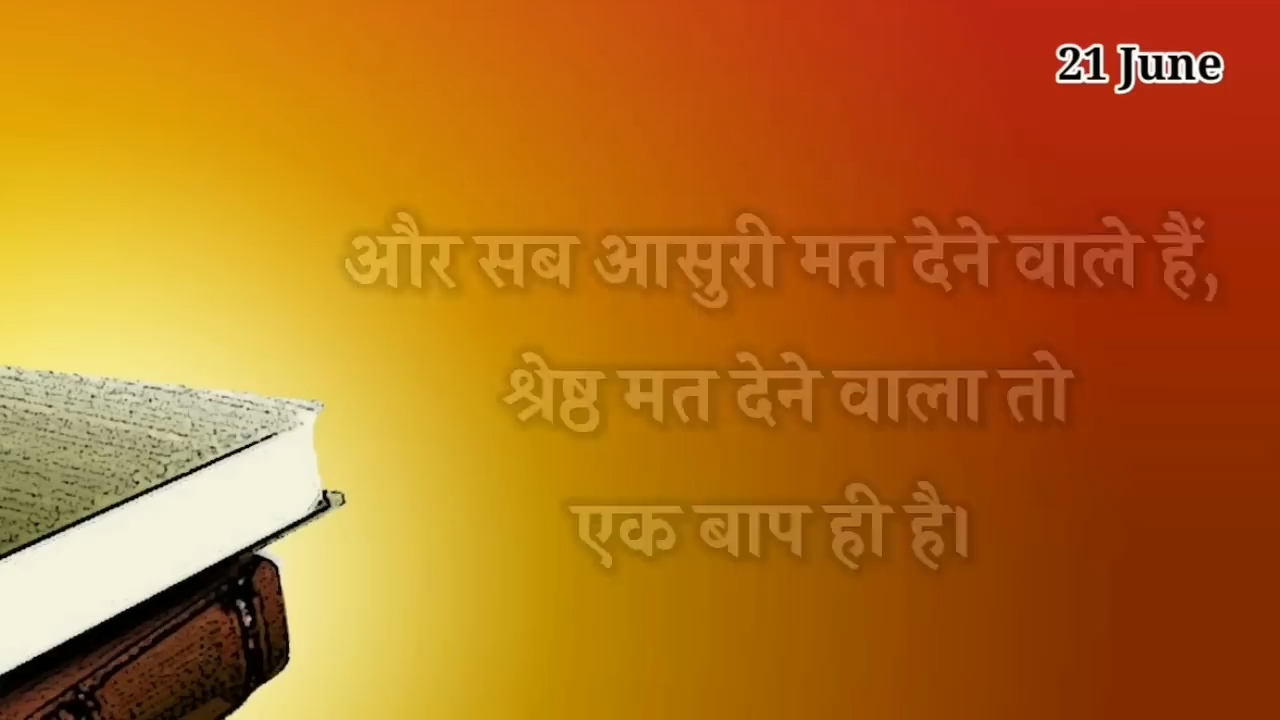 21 June
और सब आसुरी मत देने वाले हैं,
श्रेष्ठ मत देने वाला तो
एक बाप ही है।